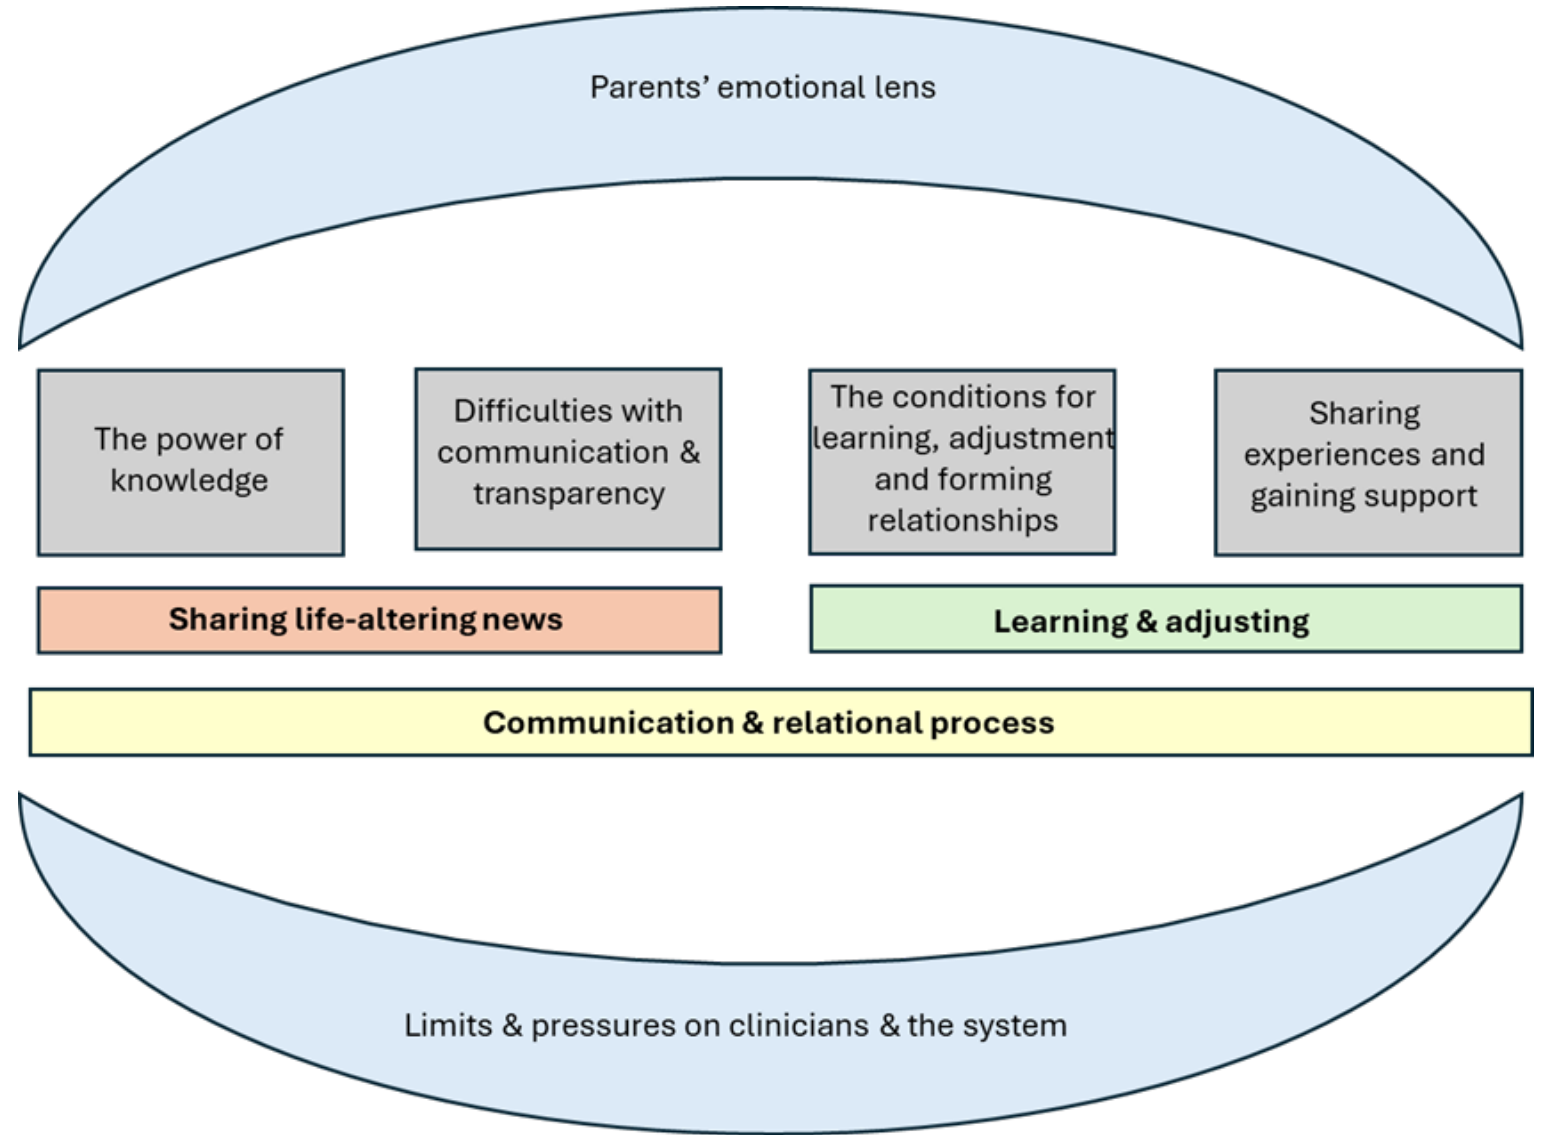 Parents’ emotional lens
The power of
knowledge
Difficulties with
communication &
transparency
The conditions for
learning, adjustment
and forming
relationships
Sharing
experiences and
gaining support
Sharing life-altering news
Learning & adjusting
Communication & relational process
Limits & pressures on clinicians & the system